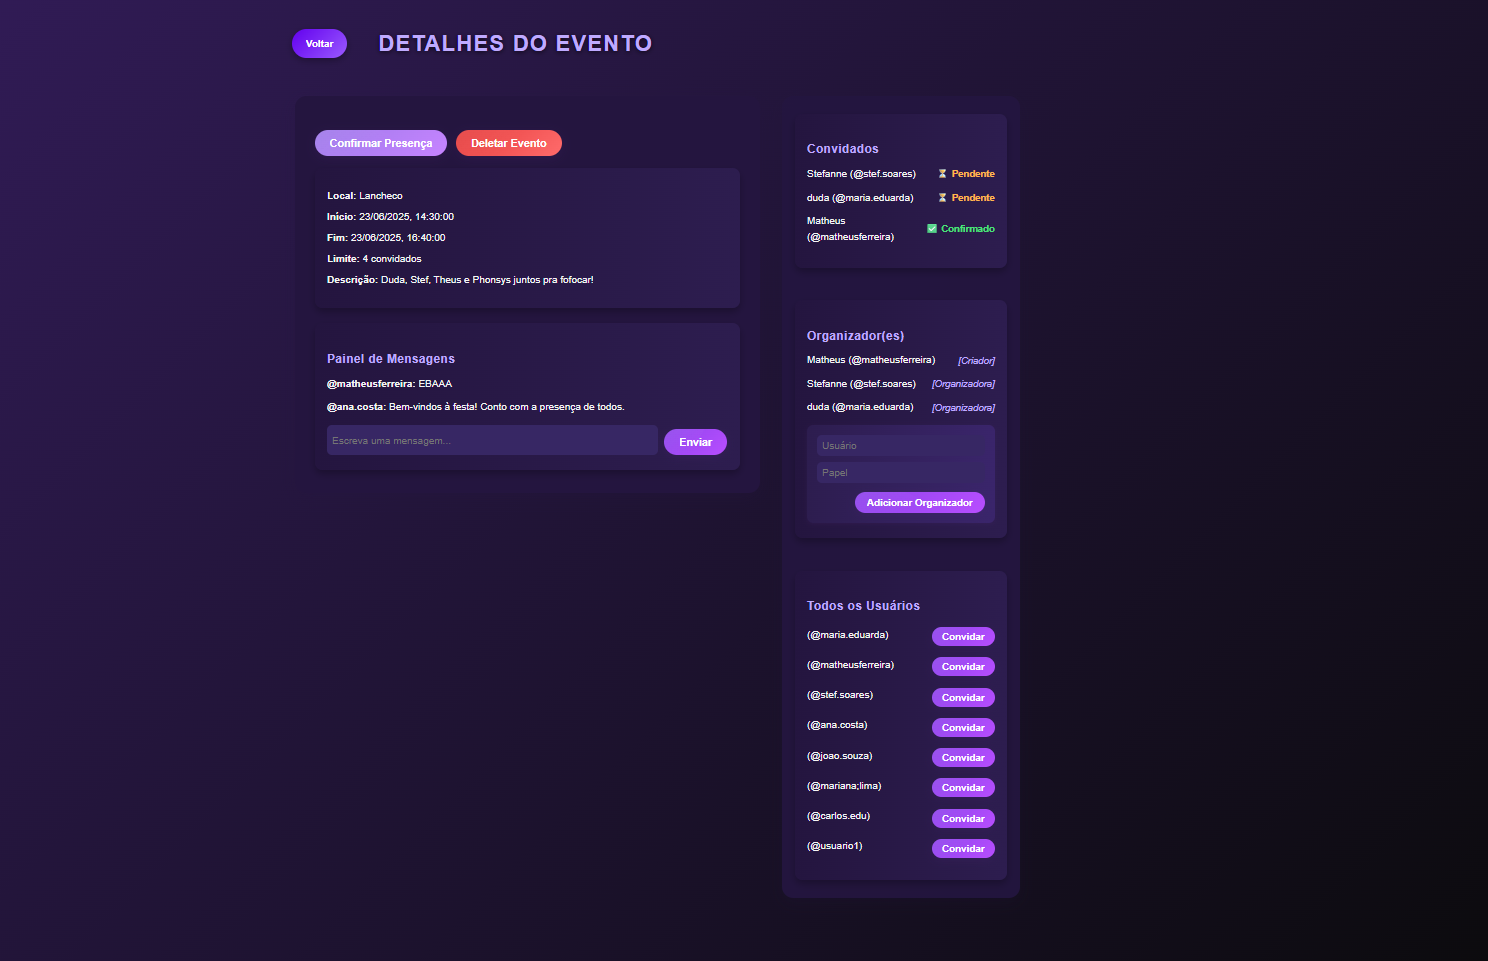 Voltar
DETALHES DO EVENTO
Confirmar Presença
Deletar Evento
Local: Lancheco
Início: 23/06/2025, 14:30:00
Fim: 23/06/2025, 16:40:00
Limite: 4 convidados
Descrição: Duda, Stef, Theus e Phonsys juntos pra fofocar!
Painel de Mensagens
@matheusferreira: EBAAA
@ana.costa: Bem-vindos à festa! Conto com a presença de todos.
Escreva uma mensagem...
Enviar
Convidados
Stefanne (@stef.soares) ⏳ Pendente
duda (@maria.eduarda) ⏳ Pendente
Matheus
(@matheusferreira) ✅ Confirmado
Organizador(es)
Matheus (@matheusferreira) [Criador]
Stefanne (@stef.soares) [Organizadora]
duda (@maria.eduarda) [Organizadora]
Usuário
Papel
Adicionar Organizador
Todos os Usuários
(@maria.eduarda) Convidar
(@matheusferreira) Convidar
(@stef.soares) Convidar
(@ana.costa) Convidar
(@joao.souza) Convidar
(@mariana;lima) Convidar
(@carlos.edu) Convidar
(@usuario1) Convidar